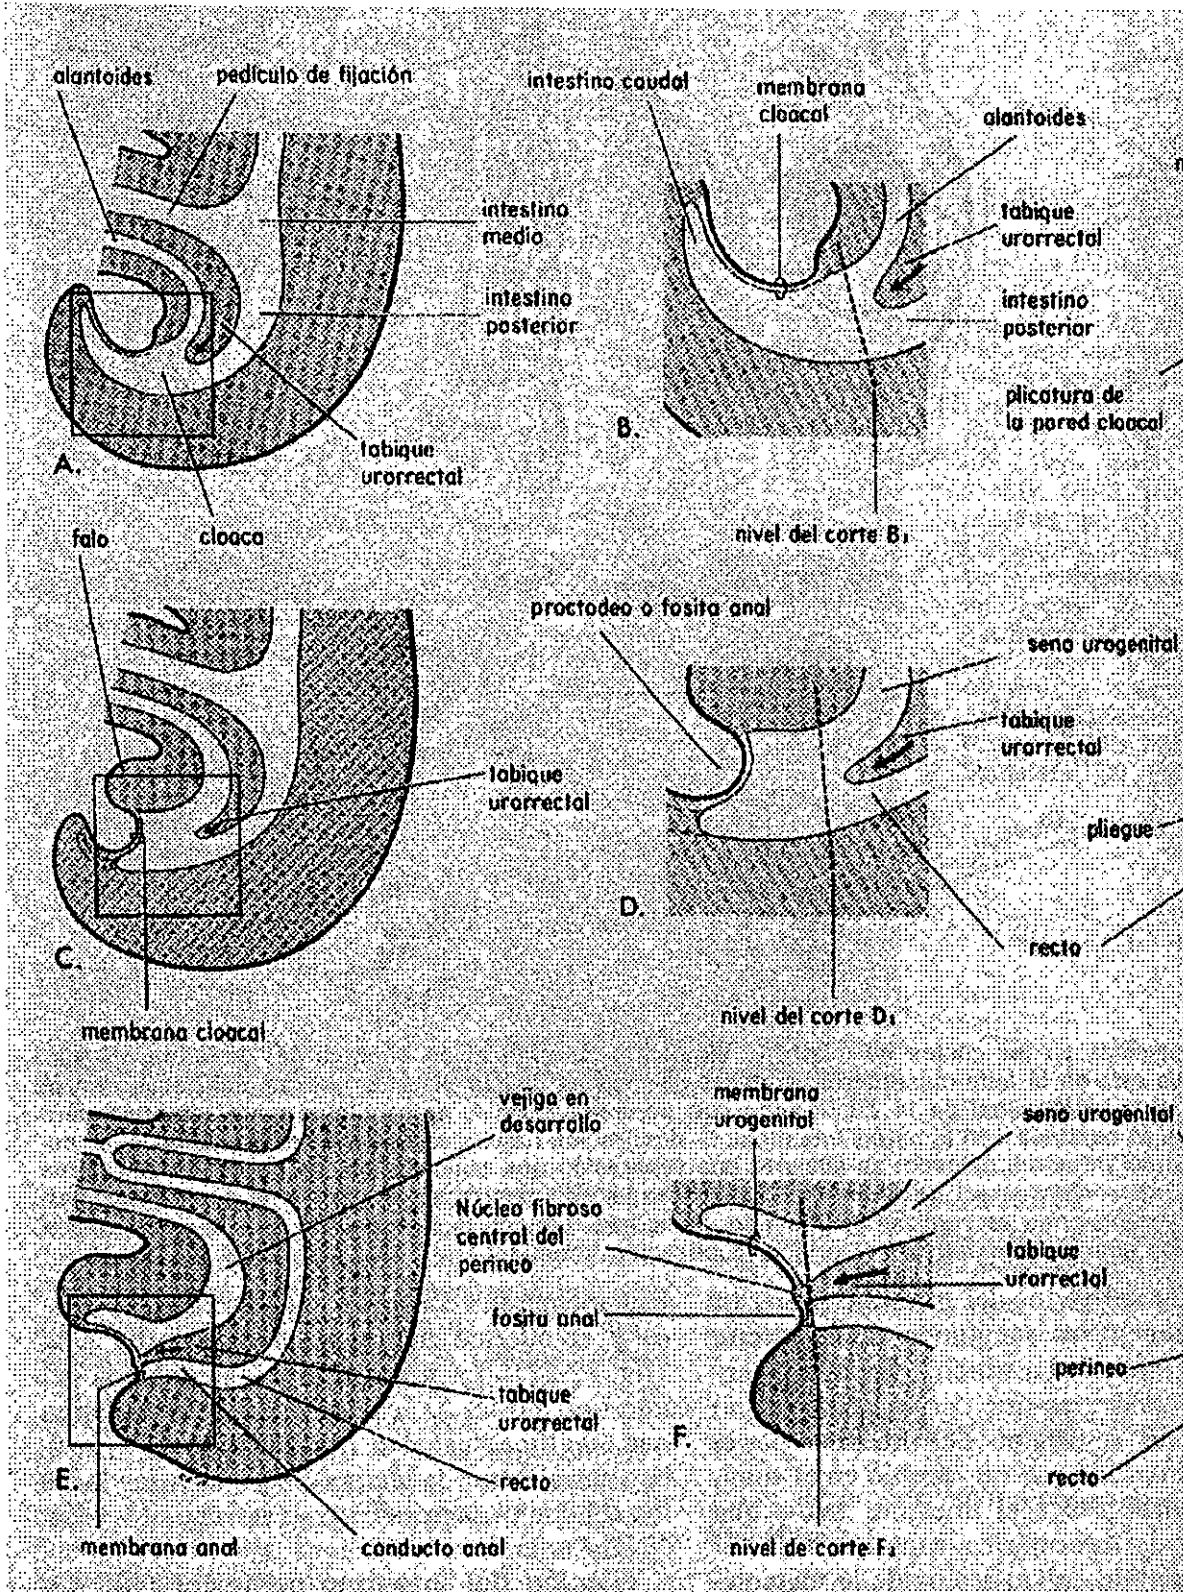 alantoides
pedículo de fijación
intestino
medio
intestino
posterior
tabique
urorrectal
cloaca
A.
intestino caudal
membrana
cloacal
alantoides
tabique
urorrectal
intestino
posterior
plicatura de
la pared cloacal
B.
nivel del corte B₁
falo
tabique
urorrectal
C.
membrana cloacal
proctodeo o fosita anal
seno urogenital
tabique
urorrectal
pliegue
recto
D.
nivel del corte D₁
vejiga en
desarrollo
tabique
urorrectal
recto
E.
membrana anal
conducto anal
membrana
urogenital
seno urogenital
Núcleo fibroso
central del
perineo
tabique
urorrectal
fosita anal
perineo
F.
recto
nivel de corte F₁